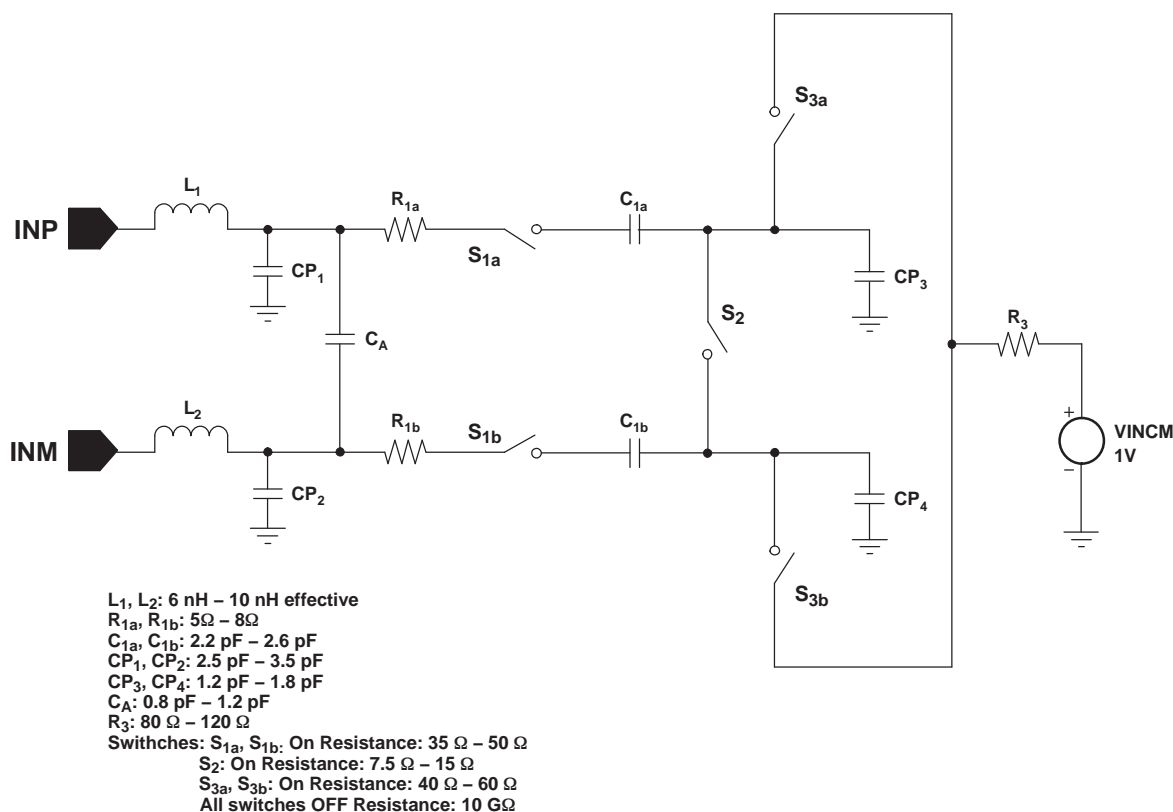 S3a
L1
R1a
C1a
INP
S1a
CP1
CP3
S2
R3
CA
L2
R1b
S1b
C1b
INM
+
VINCM
1V
−
CP2
CP4
S3b
L1, L2: 6 nH – 10 nH effective
R1a, R1b: 5Ω – 8Ω
C1a, C1b: 2.2 pF – 2.6 pF
CP1, CP2: 2.5 pF – 3.5 pF
CP3, CP4: 1.2 pF – 1.8 pF
CA: 0.8 pF – 1.2 pF
R3: 80 Ω – 120 Ω
Swithches: S1a, S1b: On Resistance: 35 Ω – 50 Ω
S2: On Resistance: 7.5 Ω – 15 Ω
S3a, S3b: On Resistance: 40 Ω – 60 Ω
All switches OFF Resistance: 10 GΩ